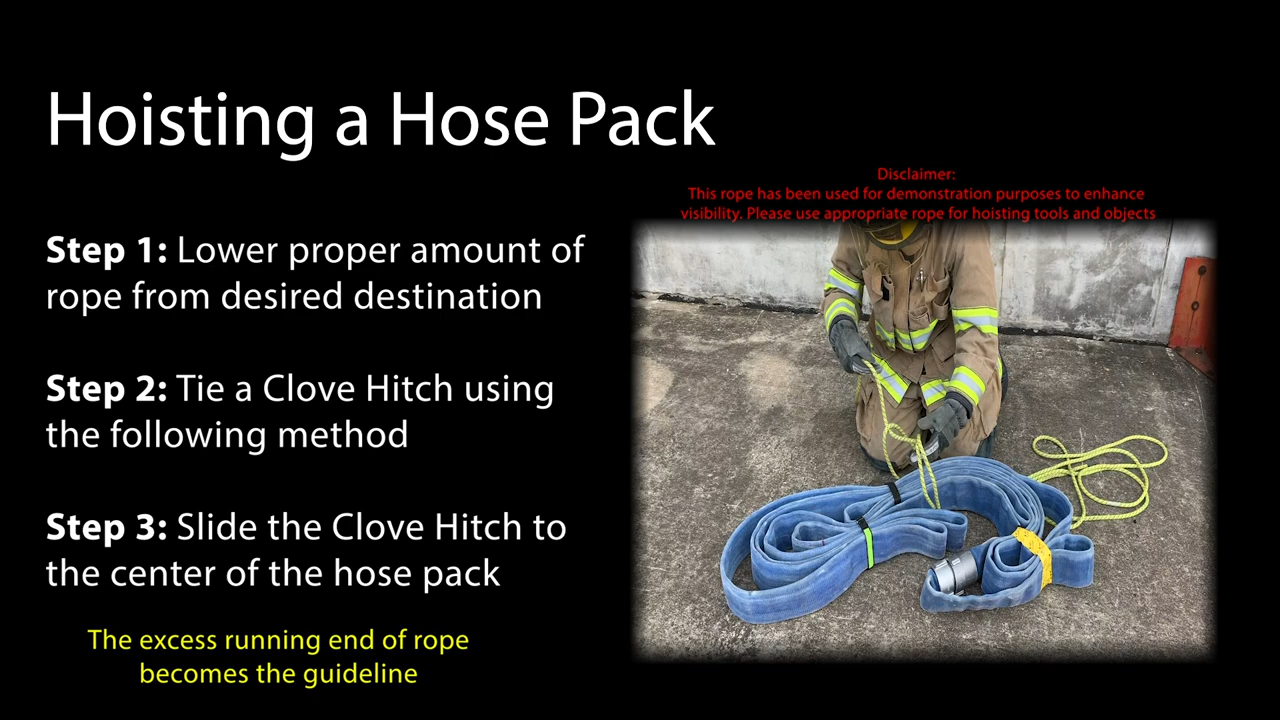 Hoisting a Hose Pack
Disclaimer:
This rope has been used for demonstration purposes to enhance
visibility. Please use appropriate rope for hoisting tools and objects
Step 1: Lower proper amount of
rope from desired destination
Step 2: Tie a Clove Hitch using
the following method
Step 3: Slide the Clove Hitch to
the center of the hose pack
The excess running end of rope
becomes the guideline